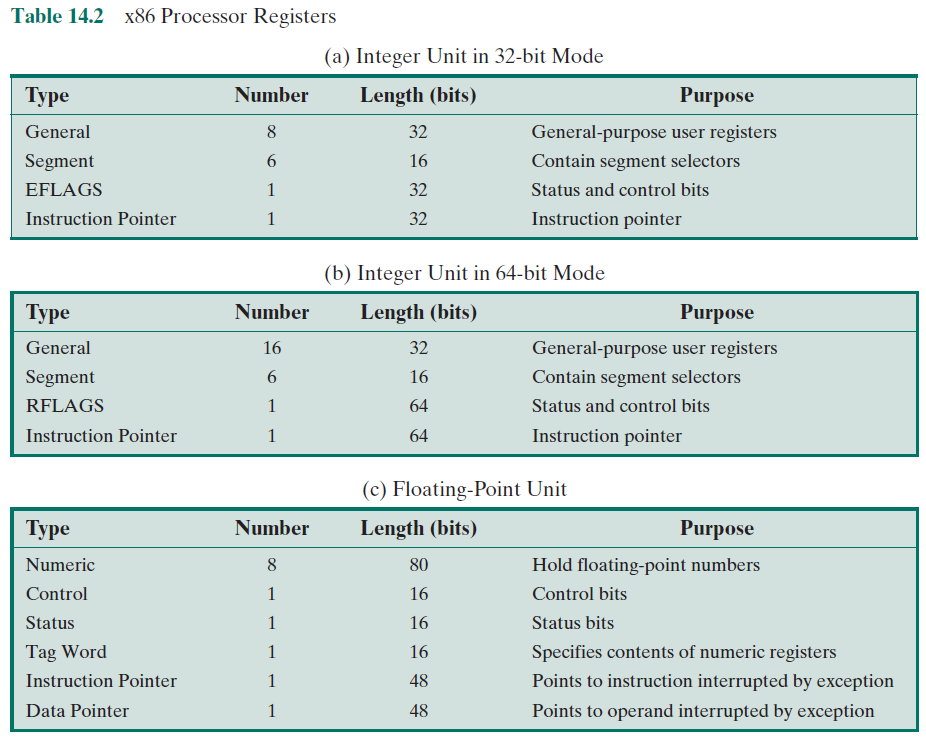 Table 14.2 x86 Processor Registers
(a) Integer Unit in 32-bit Mode
Type Number Length (bits) Purpose
General 8 32 General-purpose user registers
Segment 6 16 Contain segment selectors
EFLAGS 1 32 Status and control bits
Instruction Pointer 1 32 Instruction pointer
(b) Integer Unit in 64-bit Mode
Type Number Length (bits) Purpose
General 16 32 General-purpose user registers
Segment 6 16 Contain segment selectors
RFLAGS 1 64 Status and control bits
Instruction Pointer 1 64 Instruction pointer
(c) Floating-Point Unit
Type Number Length (bits) Purpose
Numeric 8 80 Hold floating-point numbers
Control 1 16 Control bits
Status 1 16 Status bits
Tag Word 1 16 Specifies contents of numeric registers
Instruction Pointer 1 48 Points to instruction interrupted by exception
Data Pointer 1 48 Points to operand interrupted by exception